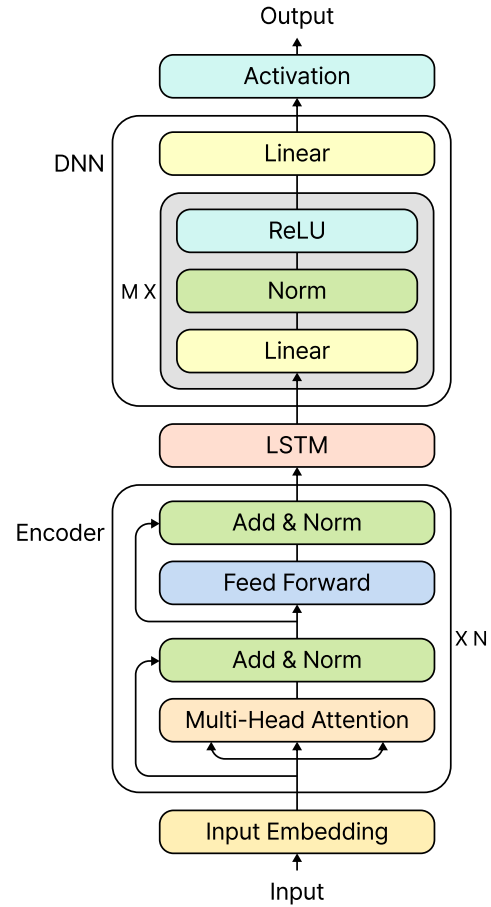 Output
Activation
DNN
Linear
ReLU
M X
Norm
Linear
LSTM
Encoder
Add & Norm
Feed Forward
X N
Add & Norm
Multi-Head Attention
Input Embedding
Input